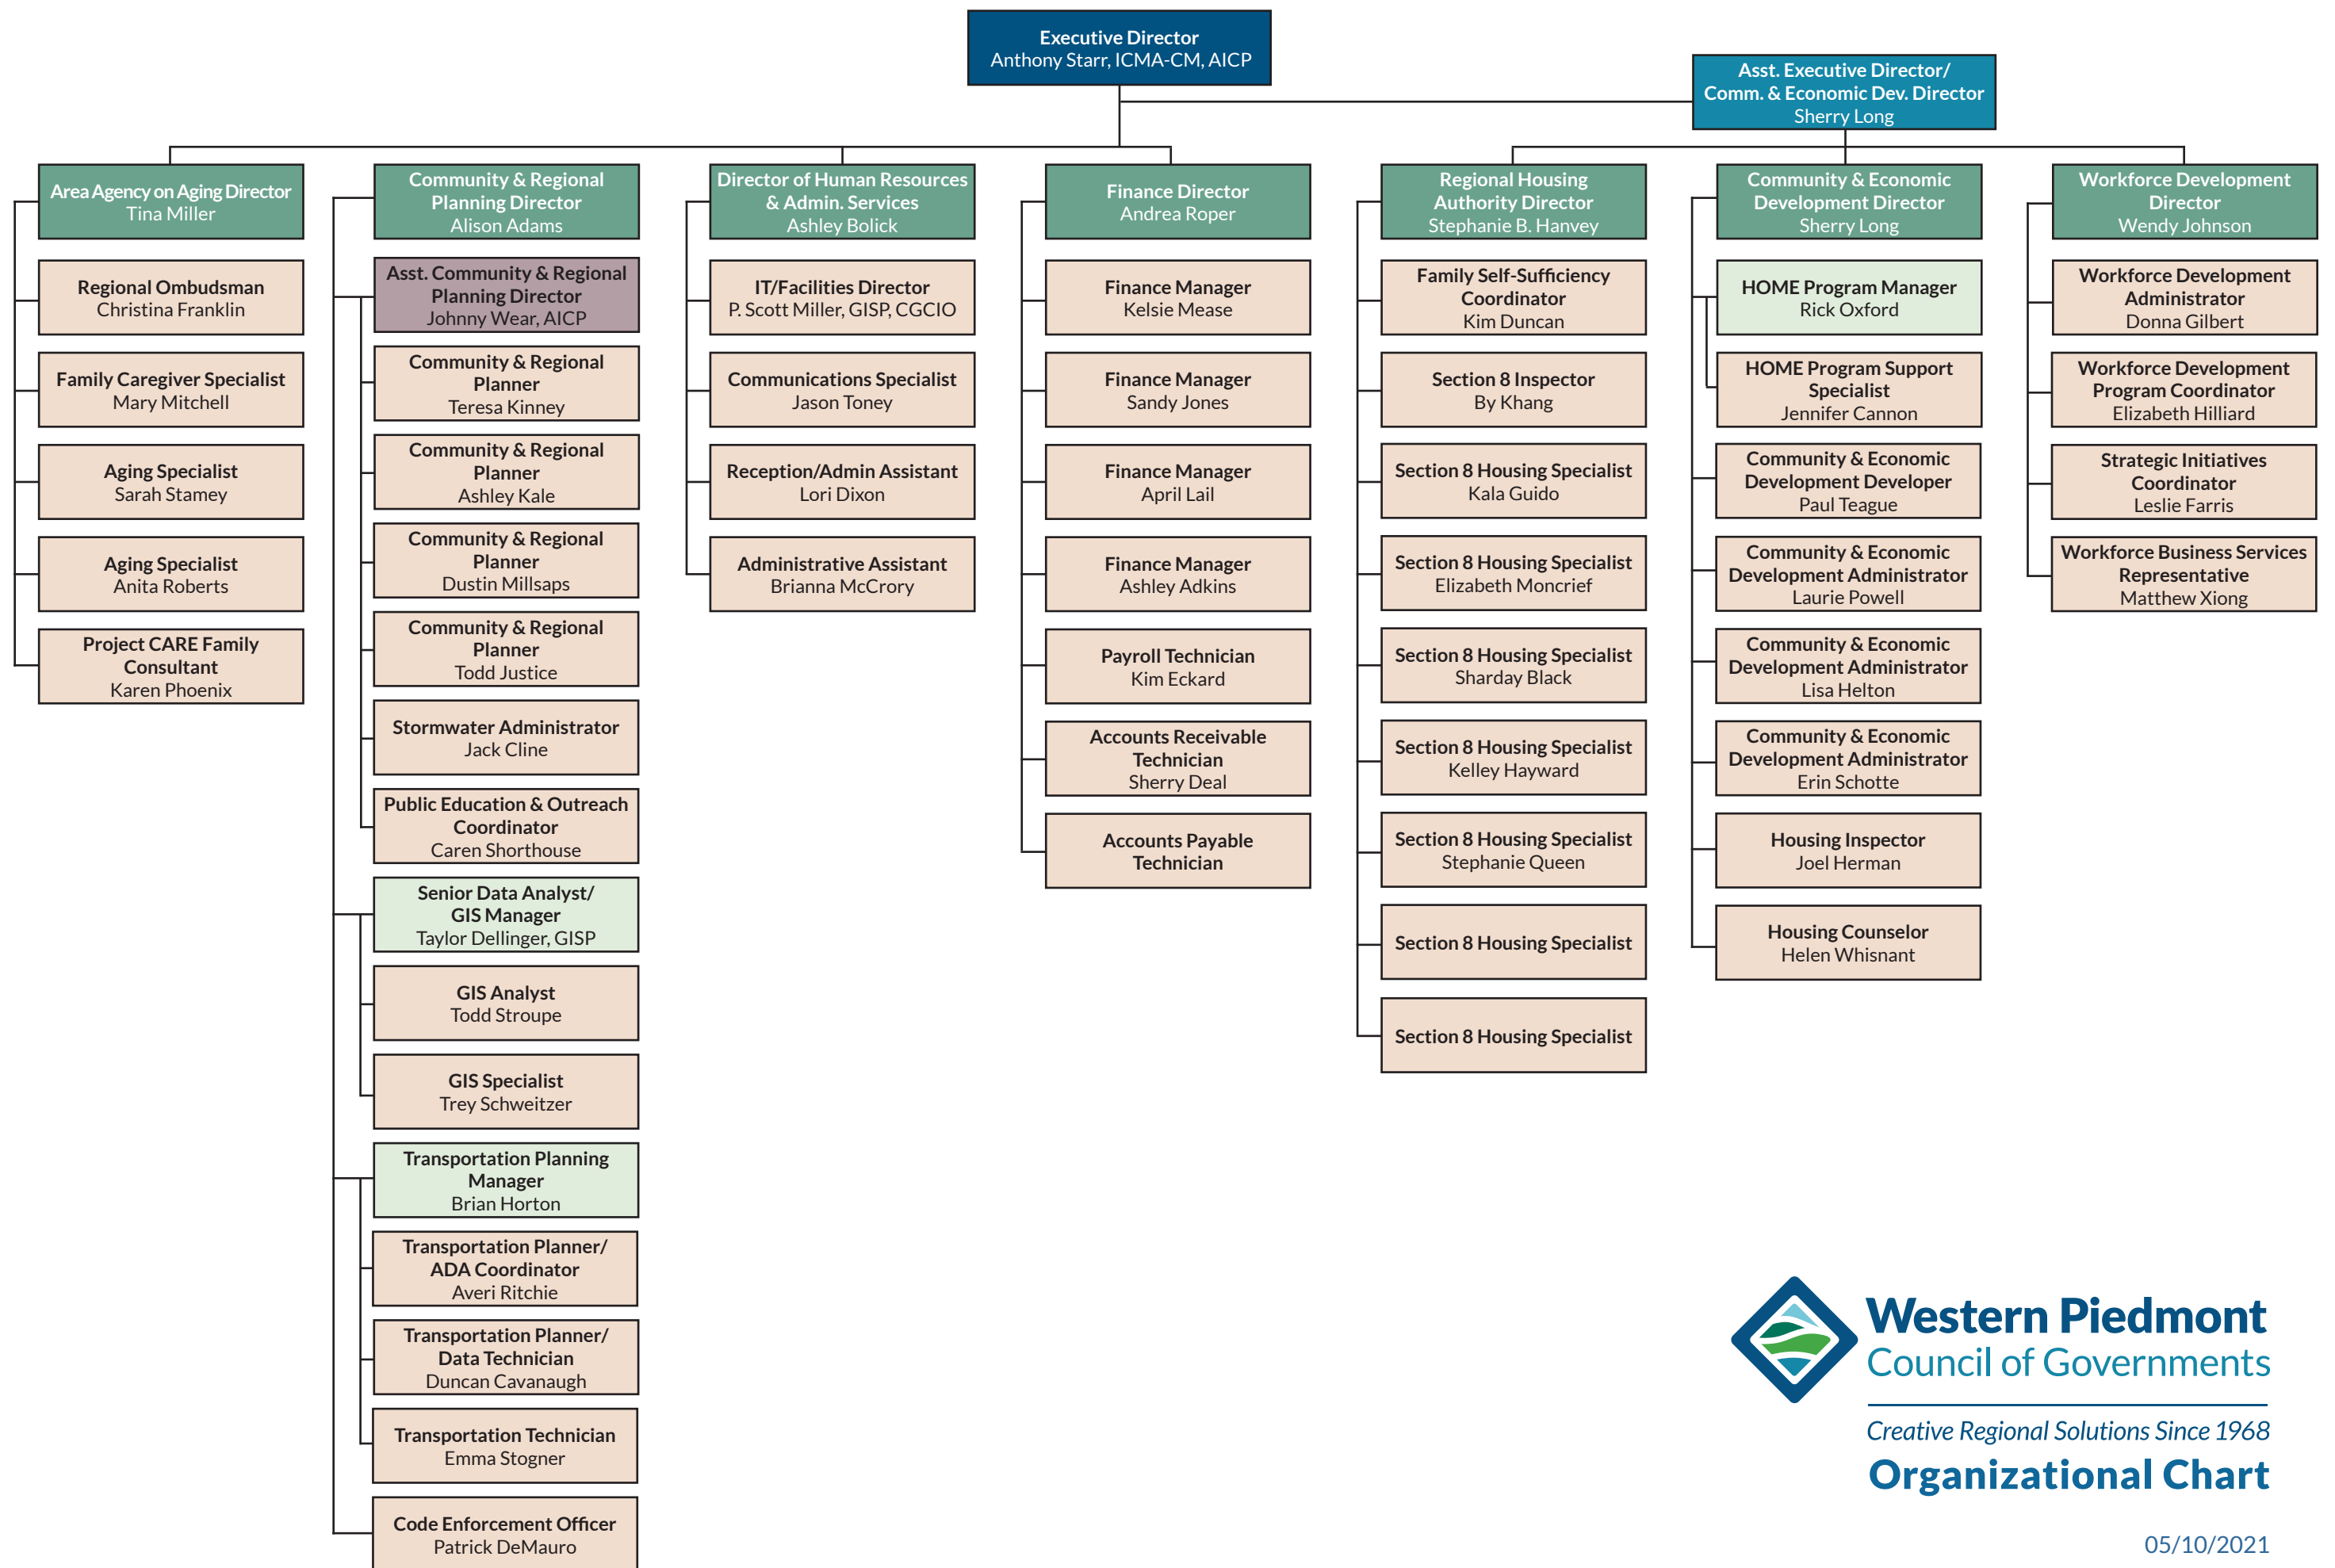 Executive Director
Anthony Starr, ICMA-CM, AICP
Asst. Executive Director/
Comm. & Economic Dev. Director
Sherry Long
Area Agency on Aging Director
Tina Miller
Regional Ombudsman
Christina Franklin
Family Caregiver Specialist
Mary Mitchell
Aging Specialist
Sarah Stamey
Aging Specialist
Anita Roberts
Project CARE Family
Consultant
Karen Phoenix
Community & Regional
Planning Director
Alison Adams
Asst. Community & Regional
Planning Director
Johnny Wear, AICP
Community & Regional
Planner
Teresa Kinney
Community & Regional
Planner
Ashley Kale
Community & Regional
Planner
Dustin Millsaps
Community & Regional
Planner
Todd Justice
Stormwater Administrator
Jack Cline
Public Education & Outreach
Coordinator
Caren Shorthouse
Senior Data Analyst/
GIS Manager
Taylor Dellinger, GISP
GIS Analyst
Todd Stroupe
GIS Specialist
Trey Schweitzer
Transportation Planning
Manager
Brian Horton
Transportation Planner/
ADA Coordinator
Averi Ritchie
Transportation Planner/
Data Technician
Duncan Cavanaugh
Transportation Technician
Emma Stogner
Code Enforcement Officer
Patrick DeMauro
Director of Human Resources
& Admin. Services
Ashley Bolick
IT/Facilities Director
P. Scott Miller, GISP, CGCIO
Communications Specialist
Jason Toney
Reception/Admin Assistant
Lori Dixon
Administrative Assistant
Brianna McCrory
Finance Director
Andrea Roper
Finance Manager
Kelsie Mease
Finance Manager
Sandy Jones
Finance Manager
April Lail
Finance Manager
Ashley Adkins
Payroll Technician
Kim Eckard
Accounts Receivable
Technician
Sherry Deal
Accounts Payable
Technician
Regional Housing
Authority Director
Stephanie B. Hanvey
Family Self-Sufficiency
Coordinator
Kim Duncan
Section 8 Inspector
By Khang
Section 8 Housing Specialist
Kala Guido
Section 8 Housing Specialist
Elizabeth Moncrief
Section 8 Housing Specialist
Sharday Black
Section 8 Housing Specialist
Kelley Hayward
Section 8 Housing Specialist
Stephanie Queen
Section 8 Housing Specialist
Section 8 Housing Specialist
Community & Economic
Development Director
Sherry Long
HOME Program Manager
Rick Oxford
HOME Program Support
Specialist
Jennifer Cannon
Community & Economic
Development Developer
Paul Teague
Community & Economic
Development Administrator
Laurie Powell
Community & Economic
Development Administrator
Lisa Helton
Community & Economic
Development Administrator
Erin Schotte
Housing Inspector
Joel Herman
Housing Counselor
Helen Whisnant
Workforce Development
Director
Wendy Johnson
Workforce Development
Administrator
Donna Gilbert
Workforce Development
Program Coordinator
Elizabeth Hilliard
Strategic Initiatives
Coordinator
Leslie Farris
Workforce Business Services
Representative
Matthew Xiong
Western Piedmont
Council of Governments
Creative Regional Solutions Since 1968
Organizational Chart
05/10/2021